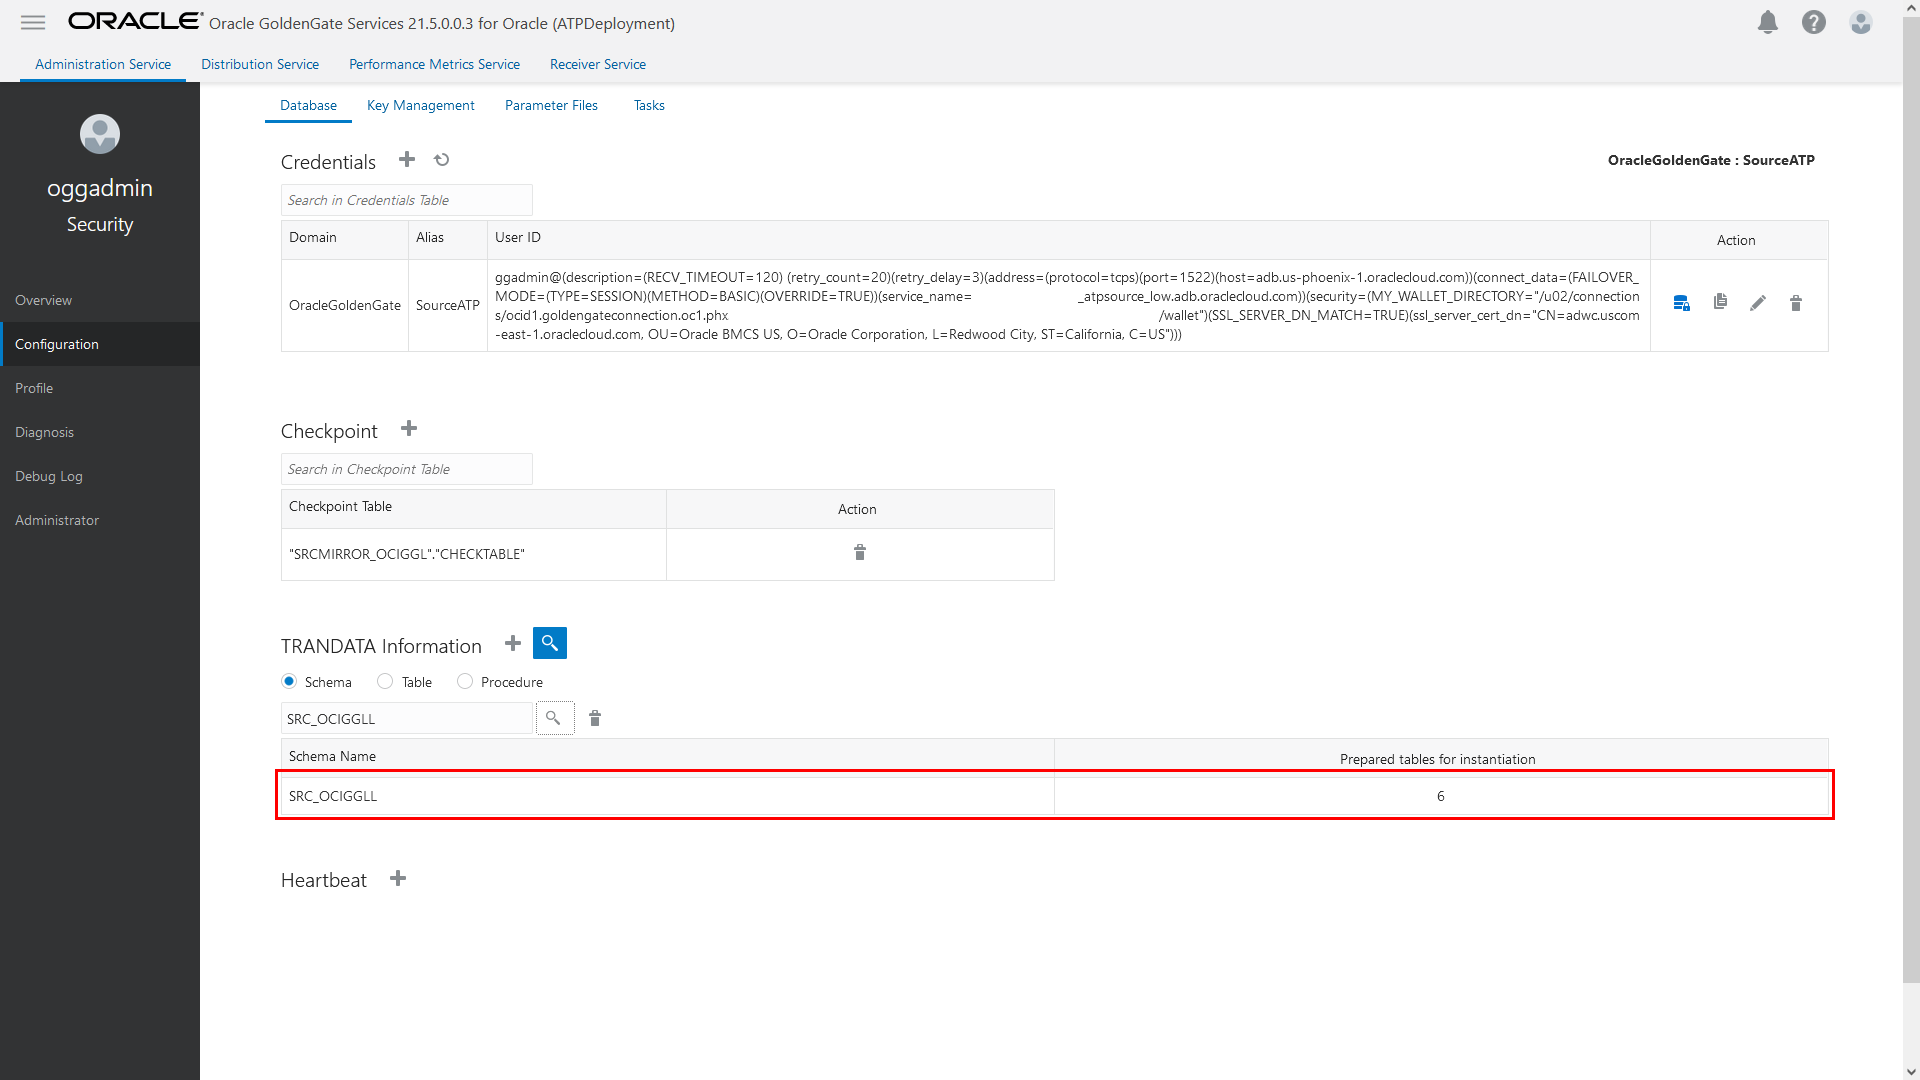 ORACLE Oracle GoldenGate Services 21.5.0.0.3 for Oracle (ATPDeployment)
Administration Service Distribution Service Performance Metrics Service Receiver Service
oggadmin
Security
Overview
Configuration
Profile
Diagnosis
Debug Log
Administrator
Database Key Management Parameter Files Tasks
Credentials
OracleGoldenGate : SourceATP
Search in Credentials Table
Domain Alias User ID Action
OracleGoldenGate SourceATP
ggadmin@(description=(RECV_TIMEOUT=120) (retry_count=20)(retry_delay=3)(address=(protocol=tcps)(port=1522)(host=adb.us-phoenix-1.oraclecloud.com))(connect_data=(FAILOVER_
MODE=(TYPE=SESSION)(METHOD=BASIC)(OVERRIDE=TRUE))(service_name= _atpsource_low.adb.oraclecloud.com))(security=(MY_WALLET_DIRECTORY="/u02/connection
s/ocid1.goldengateconnection.oc1.phx /wallet")(SSL_SERVER_DN_MATCH=TRUE)(ssl_server_cert_dn="CN=adwc.uscom
-east-1.oraclecloud.com, OU=Oracle BMCS US, O=Oracle Corporation, L=Redwood City, ST=California, C=US")))
Checkpoint
Search in Checkpoint Table
Checkpoint Table Action
"SRCMIRROR_OCIGGL"."CHECKTABLE"
TRANDATA Information
Schema Table Procedure
SRC_OCIGGLL
Schema Name Prepared tables for instantiation
SRC_OCIGGLL 6
Heartbeat